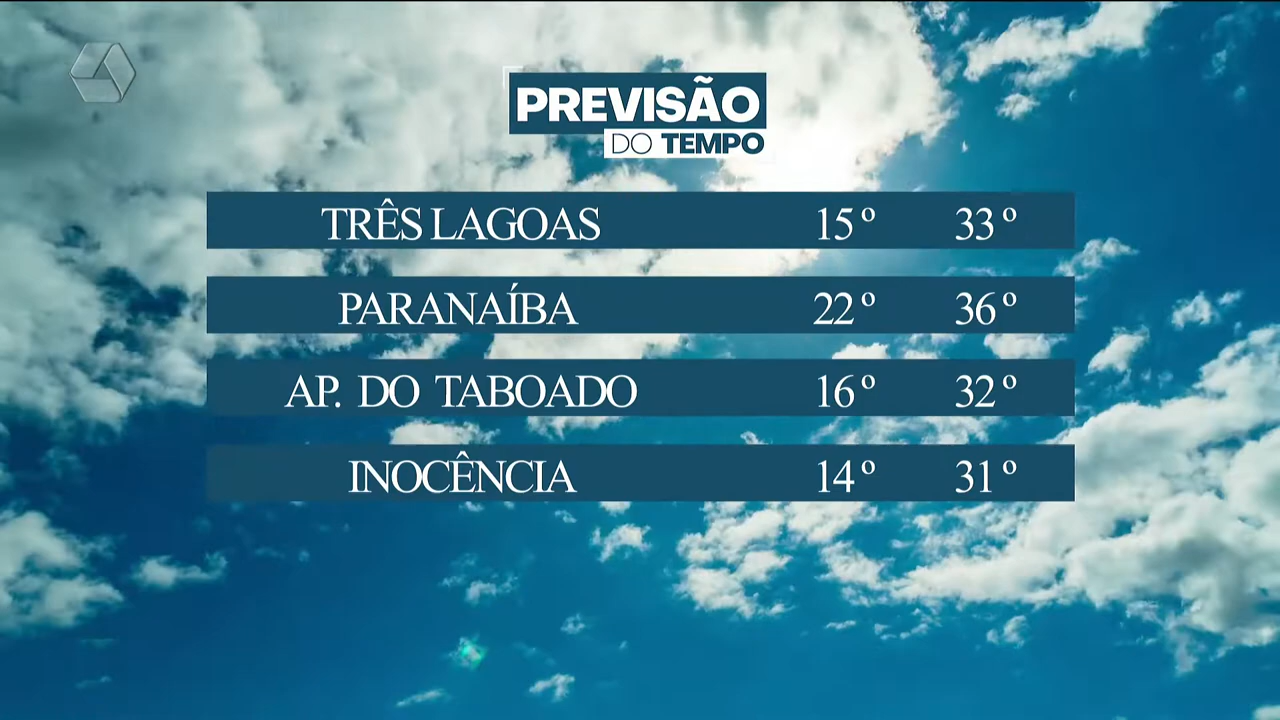 PREVISÃO
DO TEMPO
TRÊS LAGOAS 15º 33º
PARANAÍBA 22º 36º
AP. DO TABOADO 16º 32º
INOCÊNCIA 14º 31º